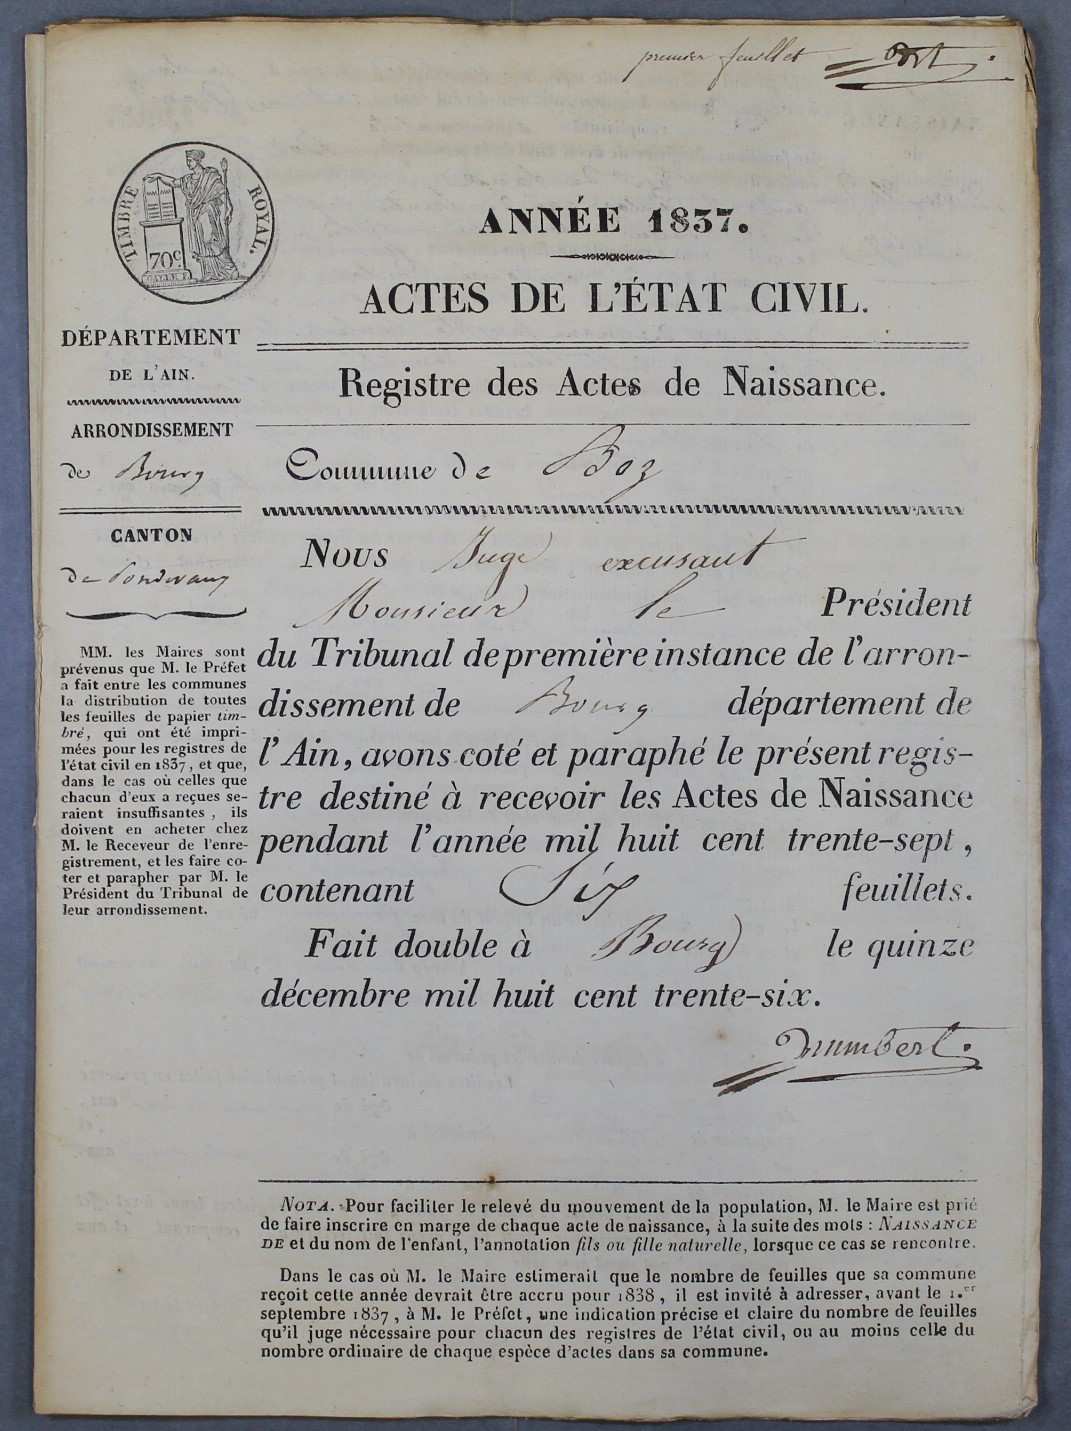 premier feuillet
TIMBRE ROYAL.
70c
ANNÉE 1837.
ACTES DE L'ÉTAT CIVIL.
DÉPARTEMENT
DE L'AIN.
ARRONDISSEMENT
de Bourg
CANTON
de Pondevaux
MM. les Maires sont
prévenus que M. le Préfet
a fait entre les communes
la distribution de toutes
les feuilles de papier tim-
bré, qui ont été impri-
mées pour les registres de
l'état civil en 1837, et que,
dans le cas où celles que
chacun d'eux a reçues se-
raient insuffisantes, ils
doivent en acheter chez
M. le Receveur de l'enre-
gistrement, et les faire co-
ter et parapher par M. le
Président du Tribunal de
leur arrondissement.
Registre des Actes de Naissance.
Commune de Boz
Nous Juge excusant
Monsieur le Président
du Tribunal de première instance de l'arron-
dissement de Bourg département de
l'Ain, avons coté et paraphé le présent regis-
tre destiné à recevoir les Actes de Naissance
pendant l'année mil huit cent trente-sept,
contenant Six feuillets.
Fait double à Bourg le quinze
décembre mil huit cent trente-six.
NOTA. Pour faciliter le relevé du mouvement de la population, M. le Maire est prié
de faire inscrire en marge de chaque acte de naissance, à la suite des mots : NAISSANCE
DE et du nom de l'enfant, l'annotation fils ou fille naturelle, lorsque ce cas se rencontre.
Dans le cas où M. le Maire estimerait que le nombre de feuilles que sa commune
reçoit cette année devrait être accru pour 1838, il est invité à adresser, avant le 1.er
septembre 1837, à M. le Préfet, une indication précise et claire du nombre de feuilles
qu'il juge nécessaire pour chacun des registres de l'état civil, ou au moins celle du
nombre ordinaire de chaque espèce d'actes dans sa commune.